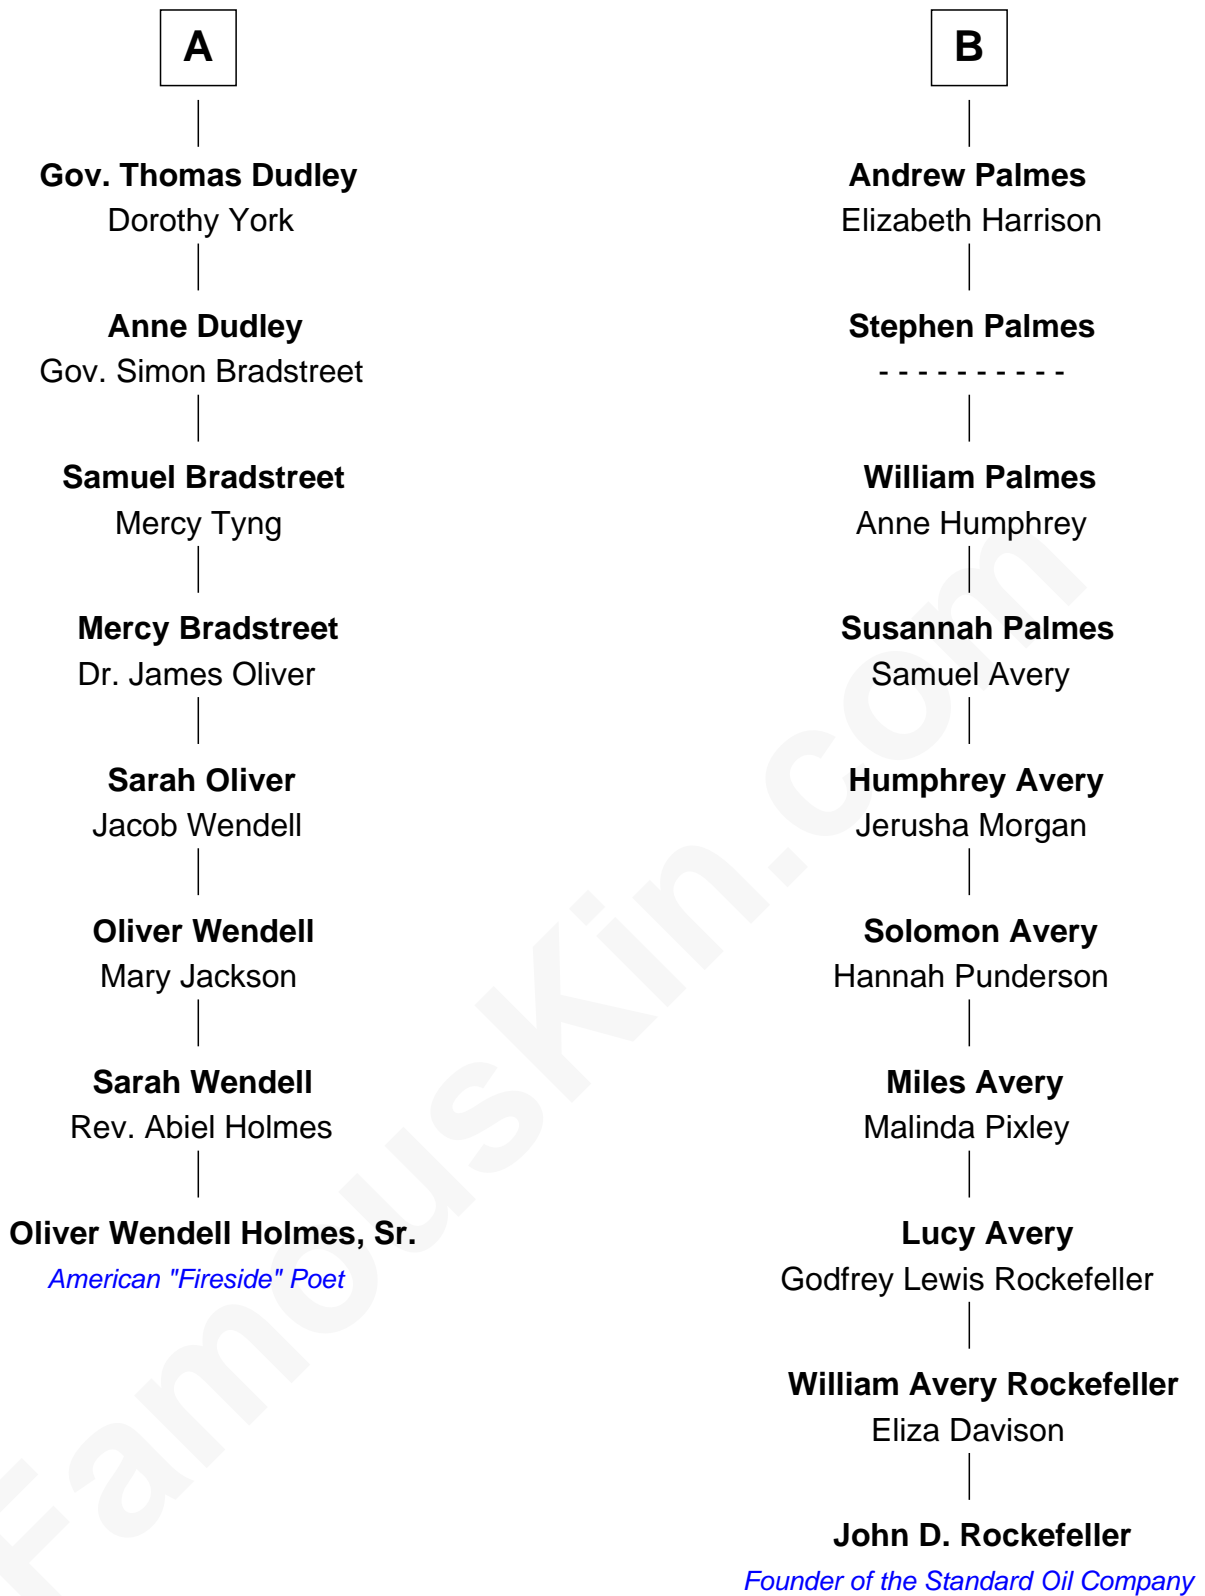 A
Gov. Thomas Dudley
Dorothy York
Anne Dudley
Gov. Simon Bradstreet
Samuel Bradstreet
Mercy Tyng
Mercy Bradstreet
Dr. James Oliver
Sarah Oliver
Jacob Wendell
Oliver Wendell
Mary Jackson
Sarah Wendell
Rev. Abiel Holmes
Oliver Wendell Holmes, Sr.
American "Fireside" Poet
B
Andrew Palmes
Elizabeth Harrison
Stephen Palmes
- - - - - - - - - -
William Palmes
Anne Humphrey
Susannah Palmes
Samuel Avery
Humphrey Avery
Jerusha Morgan
Solomon Avery
Hannah Punderson
Miles Avery
Malinda Pixley
Lucy Avery
Godfrey Lewis Rockefeller
William Avery Rockefeller
Eliza Davison
John D. Rockefeller
Founder of the Standard Oil Company
FamousKin.com